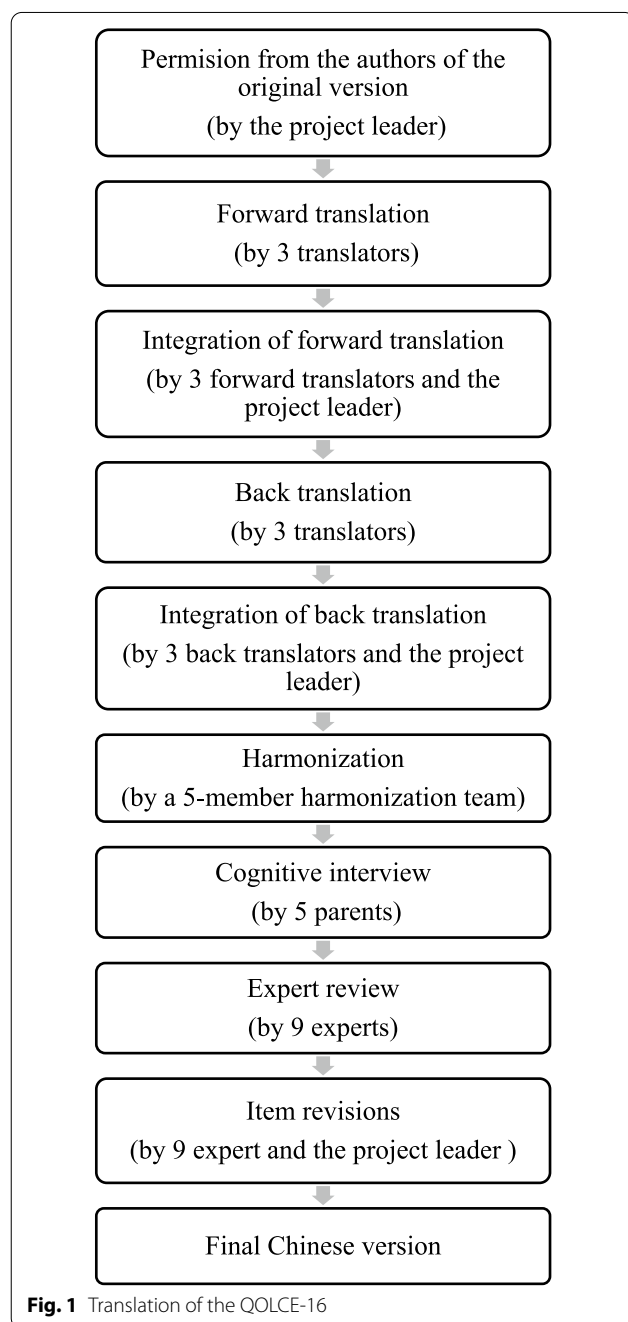 Permision from the authors of the
original version
(by the project leader)
Forward translation
(by 3 translators)
Integration of forward translation
(by 3 forward translators and the
project leader)
Back translation
(by 3 translators)
Integration of back translation
(by 3 back translators and the project
leader)
Harmonization
(by a 5-member harmonization team)
Cognitive interview
(by 5 parents)
Expert review
(by 9 experts)
Item revisions
(by 9 expert and the project leader )
Final Chinese version
Fig. 1 Translation of the QOLCE-16